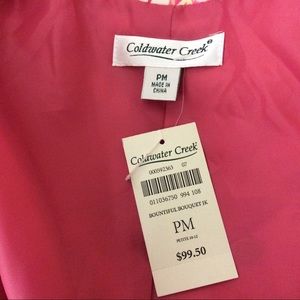 Coldwater Creek®
PM
MADE IN
CHINA
Coldwater Creek®
000592363 07
011036750 994 108
BOUNTIFUL BOUQUET JK
PM
PETITE 10-12
$99.50